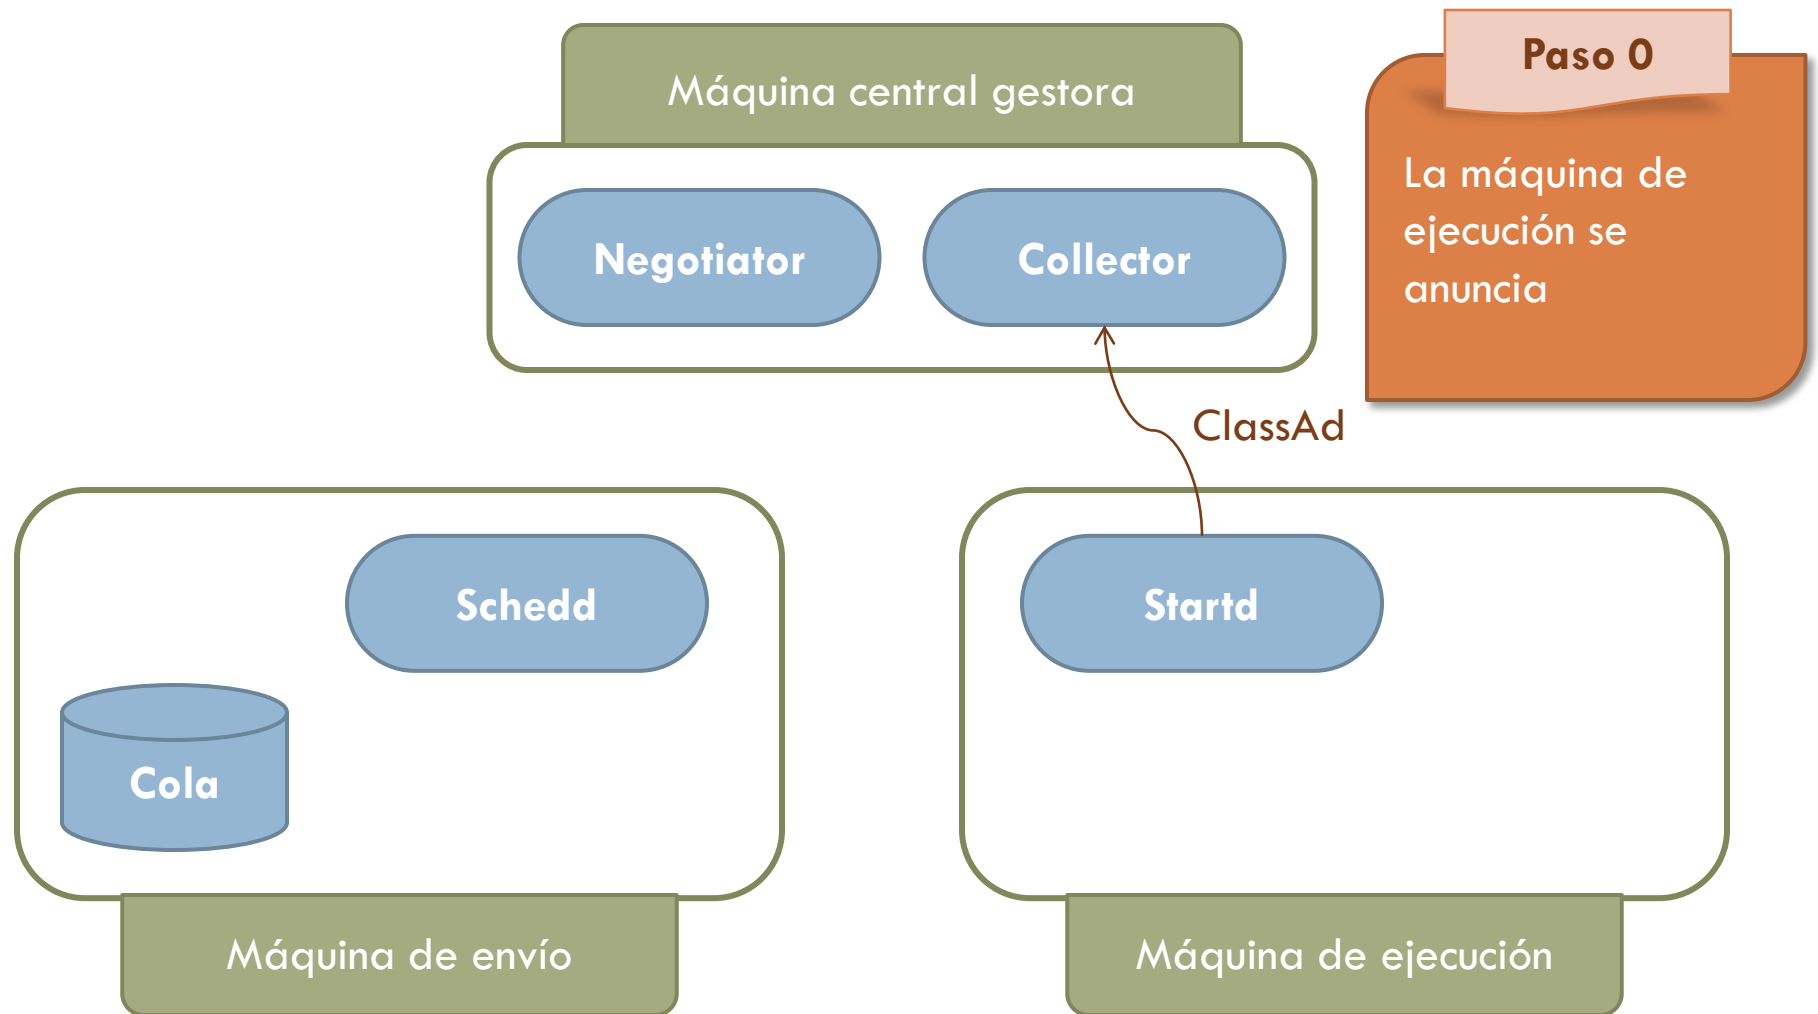 Máquina central gestora
Paso 0
La máquina de
ejecución se
anuncia
Negotiator
Collector
ClassAd
Schedd
Startd
Cola
Máquina de envío
Máquina de ejecución